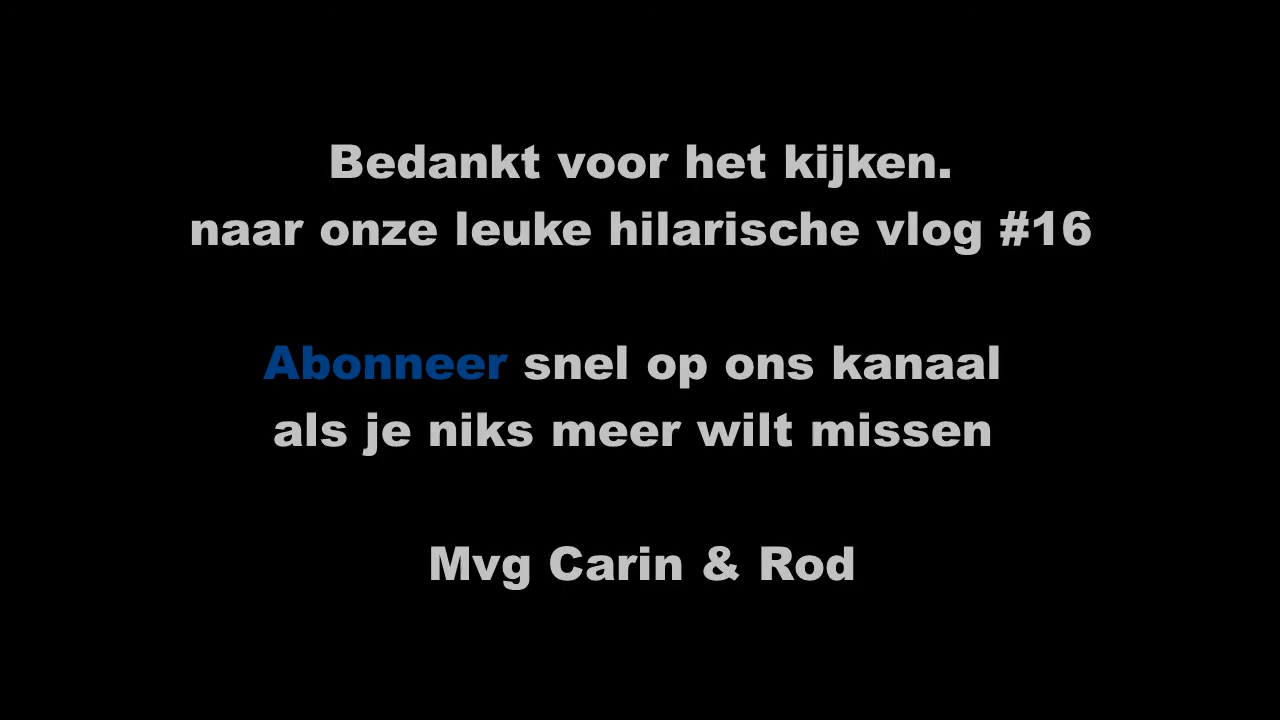 Bedankt voor het kijken.
naar onze leuke hilarische vlog #16
Abonneer snel op ons kanaal
als je niks meer wilt missen
Mvg Carin & Rod